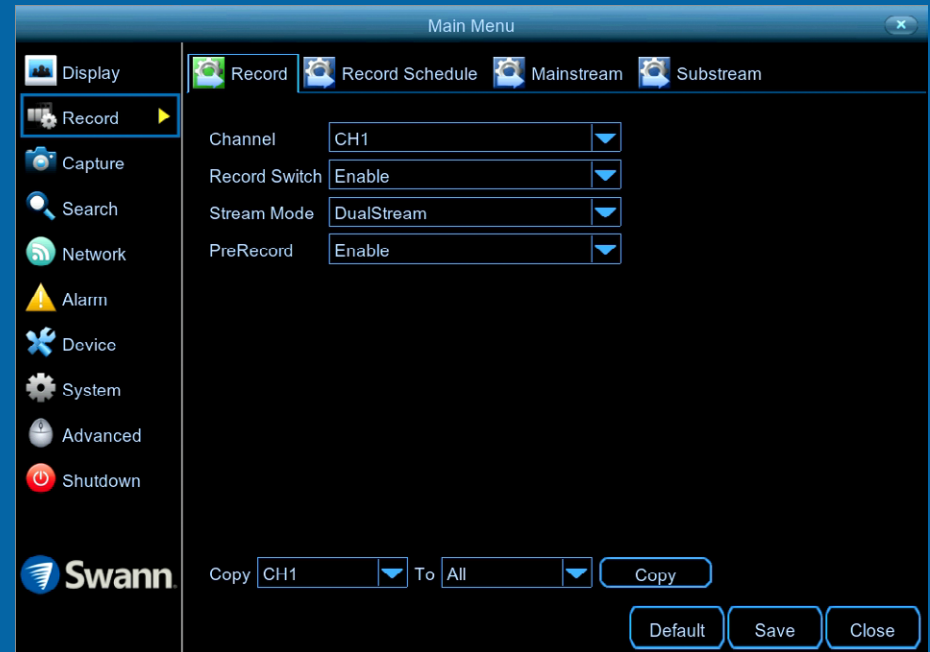 Main Menu
Display
Record
Capture
Search
Network
Alarm
Device
System
Advanced
Shutdown
Swann.
Record Record Schedule Mainstream Substream
Channel CH1
Record Switch Enable
Stream Mode DualStream
PreRecord Enable
Copy CH1 To All Copy
Default Save Close